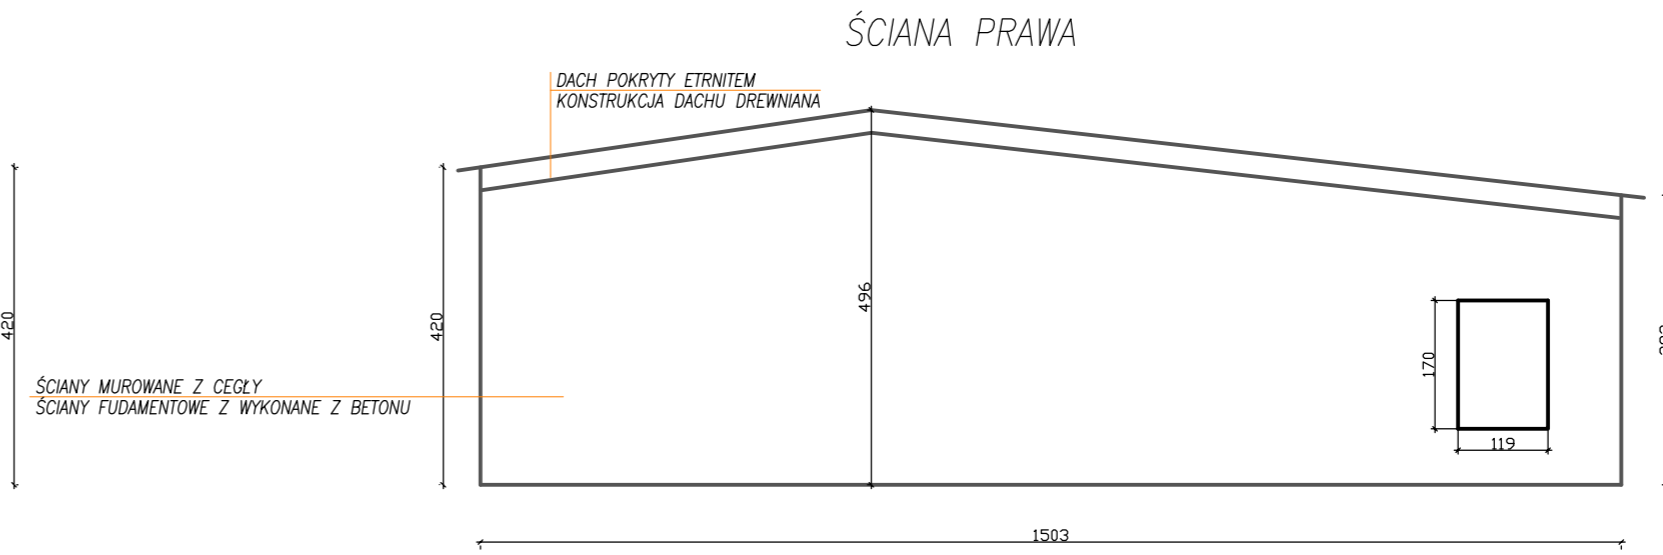 ŚCIANA PRAWA
DACH POKRYTY ETRNITEM
KONSTRUKCJA DACHU DREWNIANA
420
420
496
ŚCIANY MUROWANE Z CEGŁY
ŚCIANY FUDAMENTOWE Z WYKONANE Z BETONU
170
119
1503